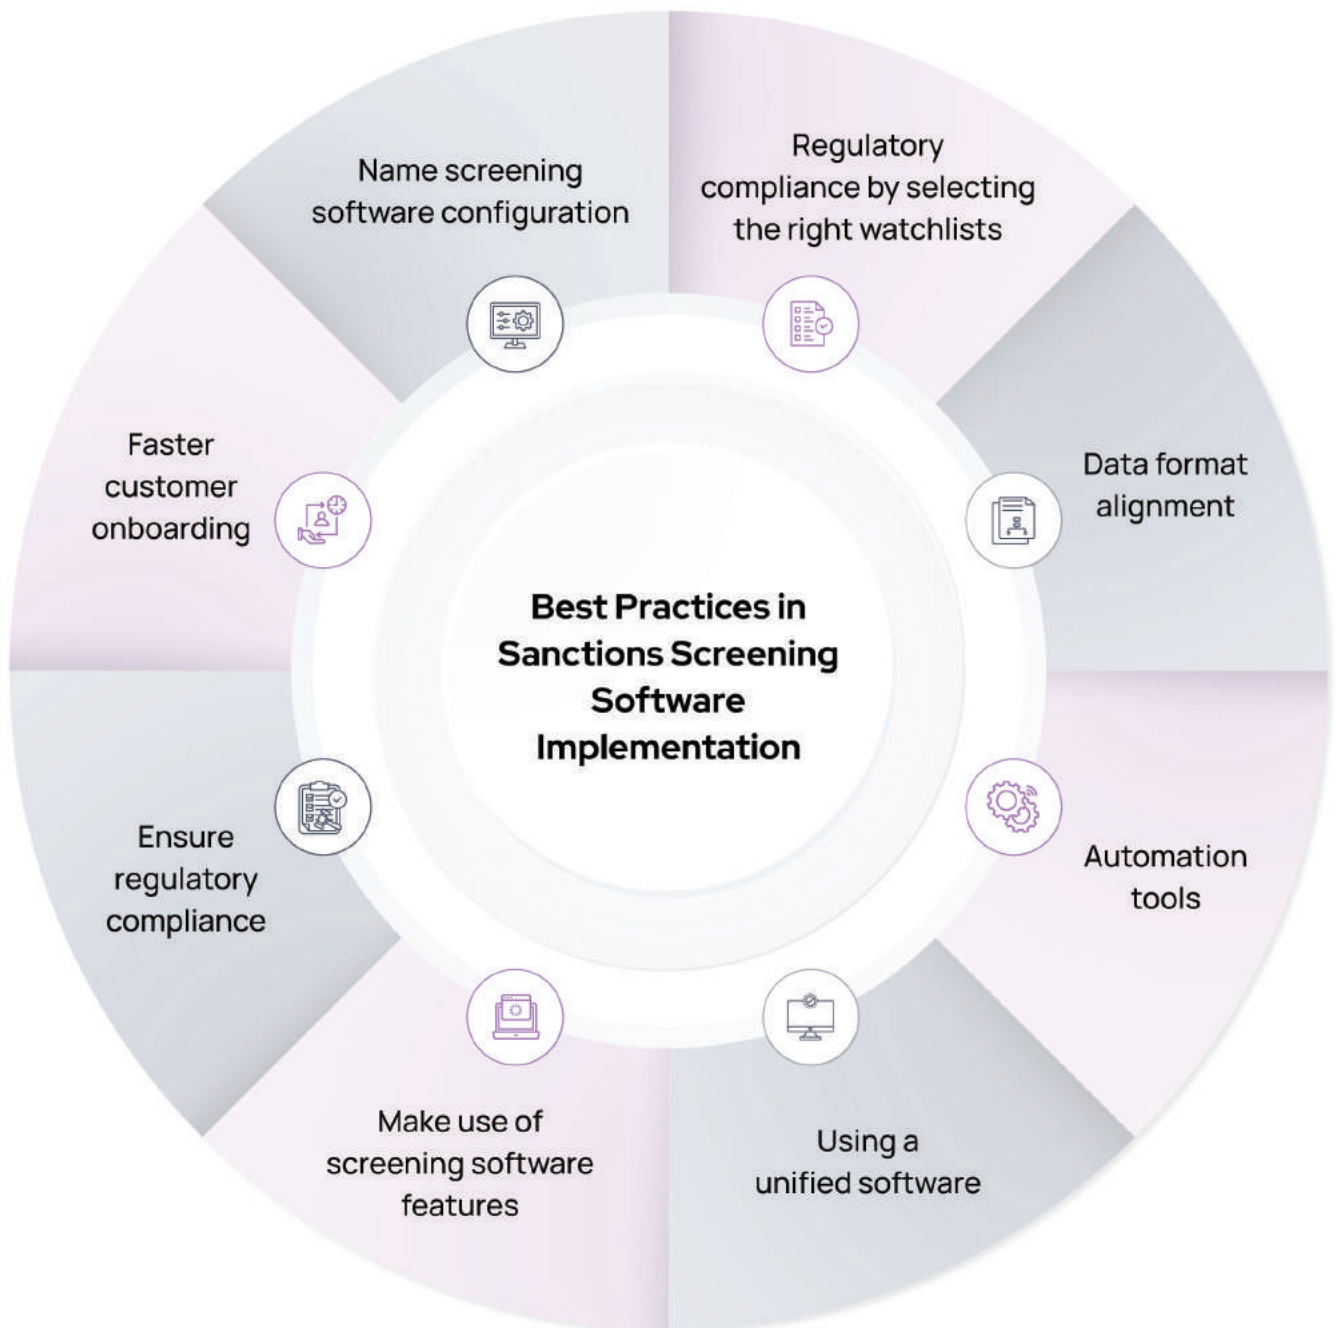 Name screening
software configuration
Regulatory
compliance by selecting
the right watchlists
Data format
alignment
Automation
tools
Using a
unified software
Make use of
screening software
features
Ensure
regulatory
compliance
Faster
customer
onboarding
Best Practices in
Sanctions Screening
Software
Implementation